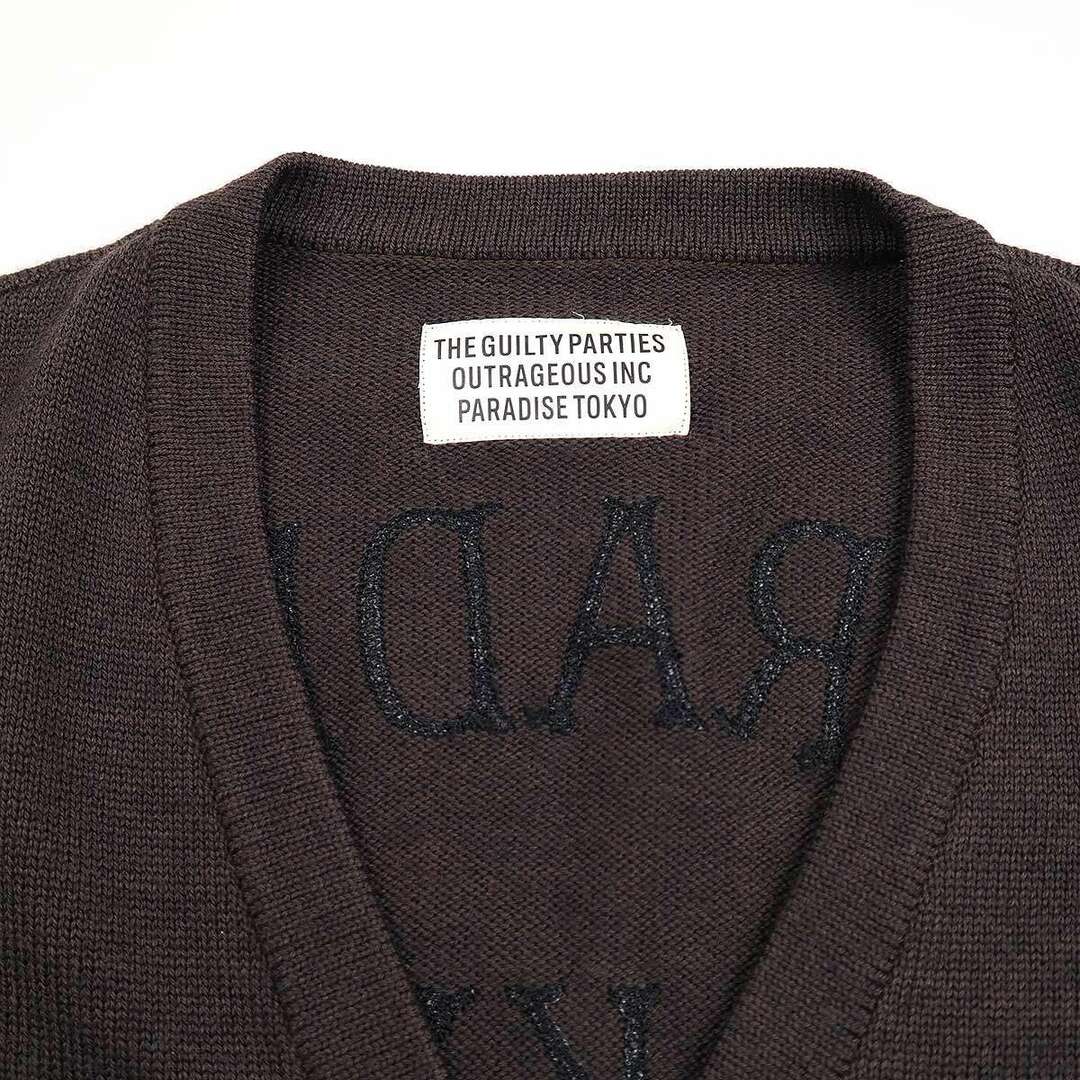 THE GUILTY PARTIES
OUTRAGEOUS INC
PARADISE TOKYO